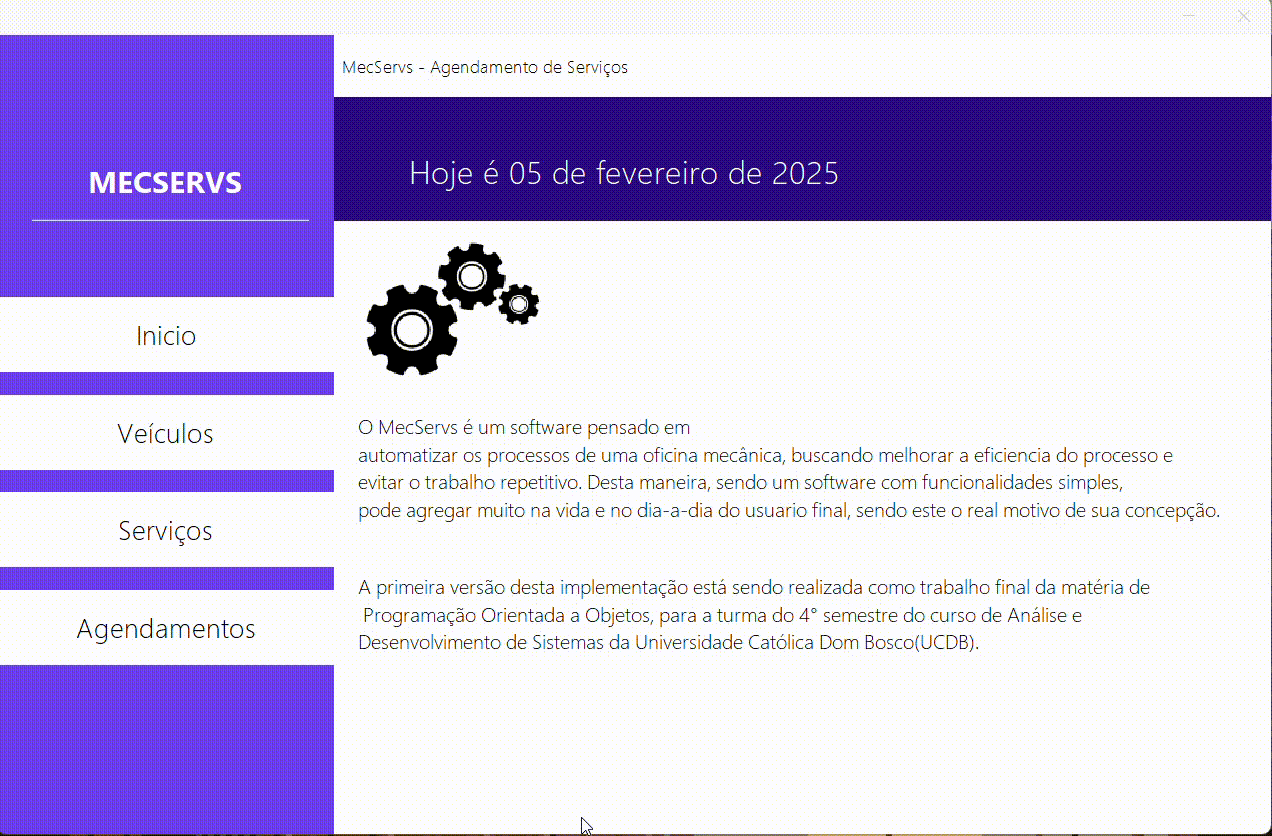 MecServs - Agendamento de Serviços
MECSERVS
Hoje é 05 de fevereiro de 2025
Inicio
Veículos
Serviços
Agendamentos
O MecServs é um software pensado em
automatizar os processos de uma oficina mecânica, buscando melhorar a eficiencia do processo e
evitar o trabalho repetitivo. Desta maneira, sendo um software com funcionalidades simples,
pode agregar muito na vida e no dia-a-dia do usuario final, sendo este o real motivo de sua concepção.
A primeira versão desta implementação está sendo realizada como trabalho final da matéria de
Programação Orientada a Objetos, para a turma do 4° semestre do curso de Análise e
Desenvolvimento de Sistemas da Universidade Católica Dom Bosco(UCDB).